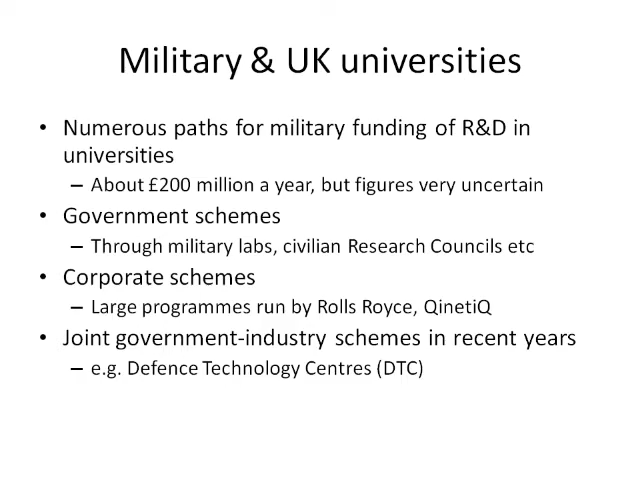 Military & UK universities
• Numerous paths for military funding of R&D in
universities
– About £200 million a year, but figures very uncertain
• Government schemes
– Through military labs, civilian Research Councils etc
• Corporate schemes
– Large programmes run by Rolls Royce, QinetiQ
• Joint government-industry schemes in recent years
– e.g. Defence Technology Centres (DTC)